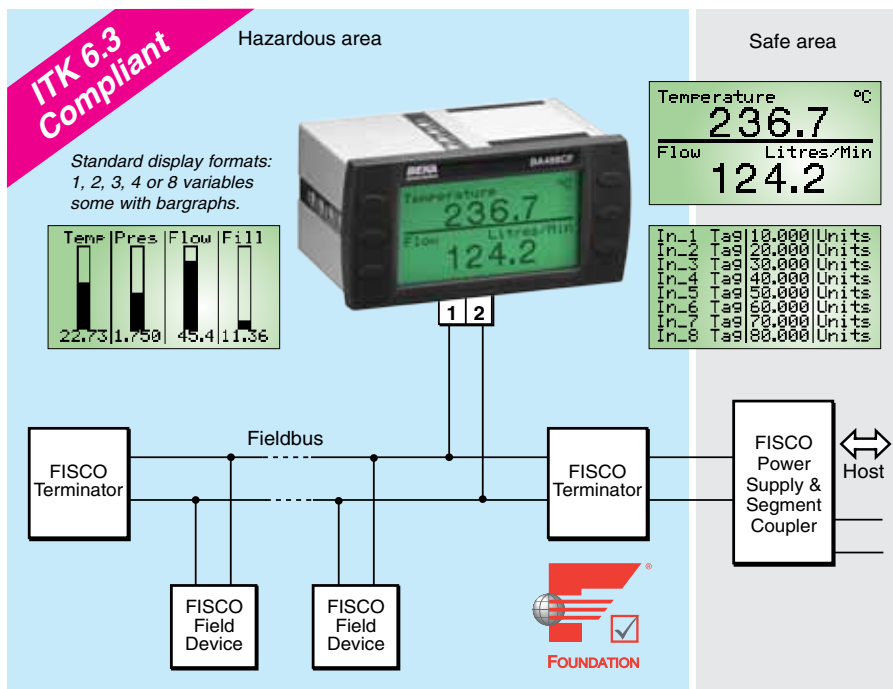 ITK 6.3
Compliant
Hazardous area
Safe area
Standard display formats:
1, 2, 3, 4 or 8 variables
some with bargraphs.
Temp|Pres|Flow|Fill
22.73|1.750|45.4|11.36
BEKA
BA488CF
Temperature °C
236.7
Flow Litres/Min
124.2
1 2
Temperature °C
236.7
Flow Litres/Min
124.2
In_1 Tag|10.000|Units
In_2 Tag|20.000|Units
In_3 Tag|30.000|Units
In_4 Tag|40.000|Units
In_5 Tag|50.000|Units
In_6 Tag|60.000|Units
In_7 Tag|70.000|Units
In_8 Tag|80.000|Units
Fieldbus
FISCO
Terminator
FISCO
Terminator
FISCO
Power
Supply &
Segment
Coupler
Host
FISCO
Field
Device
FISCO
Field
Device
®
FOUNDATION